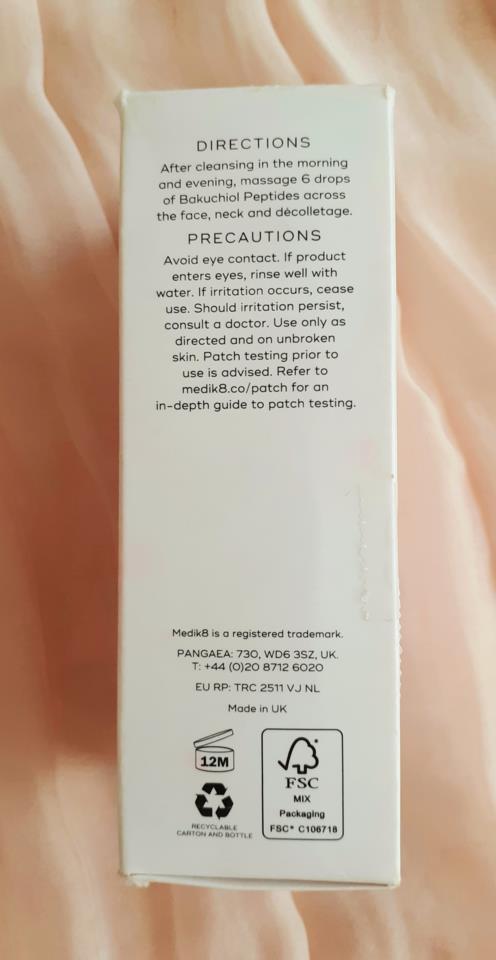 DIRECTIONS
After cleansing in the morning
and evening, massage 6 drops
of Bakuchiol Peptides across
the face, neck and décolletage.
PRECAUTIONS
Avoid eye contact. If product
enters eyes, rinse well with
water. If irritation occurs, cease
use. Should irritation persist,
consult a doctor. Use only as
directed and on unbroken
skin. Patch testing prior to
use is advised. Refer to
medik8.co/patch for an
in-depth guide to patch testing.
Medik8 is a registered trademark.
PANGAEA: 730, WD6 3SZ, UK.
T: +44 (0)20 8712 6020
EU RP: TRC 2511 VJ NL
Made in UK
12M
RECYCLABLE
CARTON AND BOTTLE
FSC
MIX
Packaging
FSC® C106718